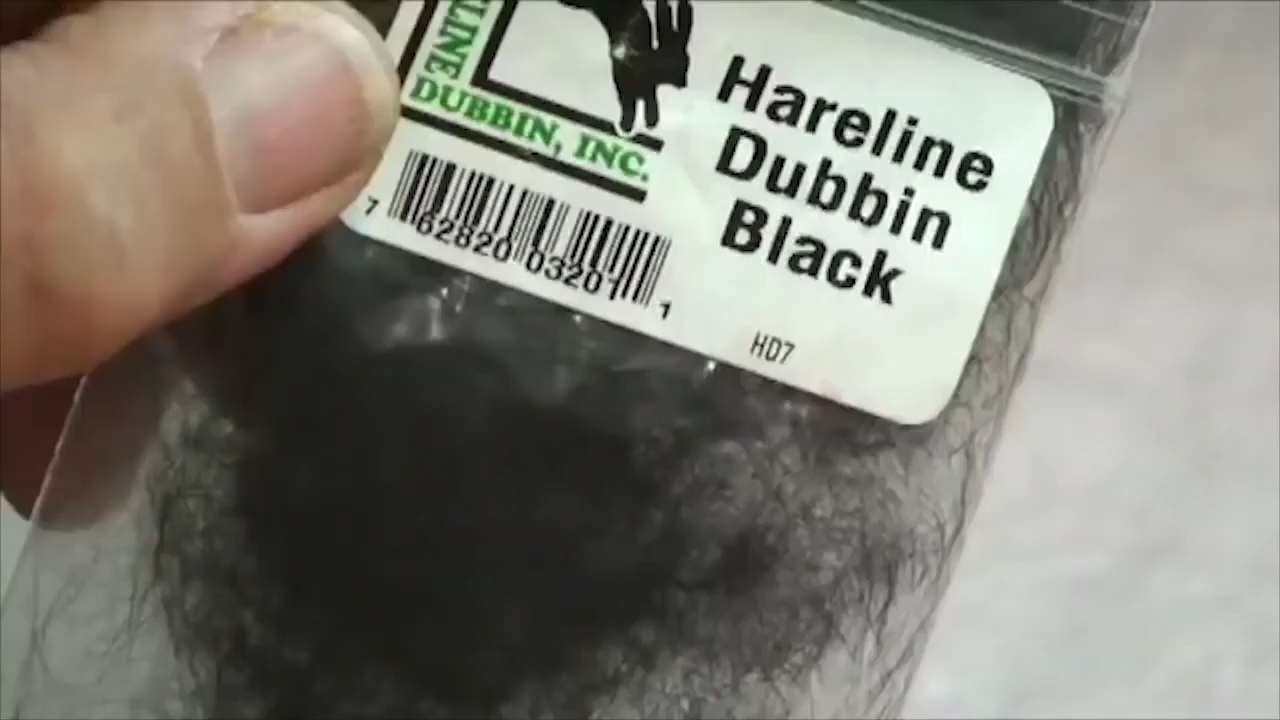 LINE
DUBBIN, INC.
7 62820 03201 1
Hareline
Dubbin
Black
HD7